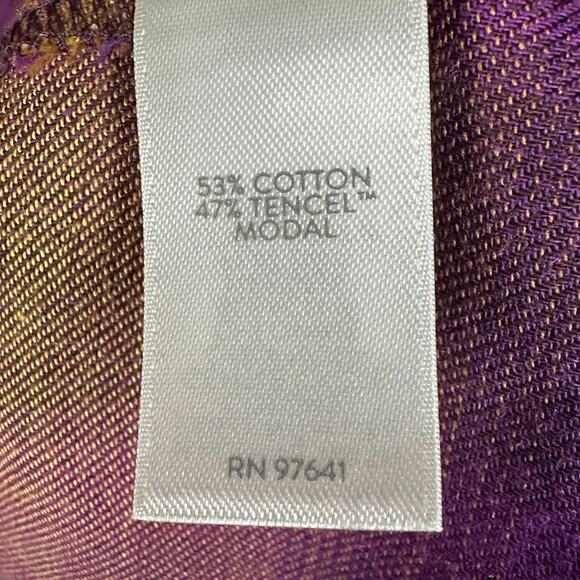 53% COTTON
47% TENCEL™
MODAL
RN 97641